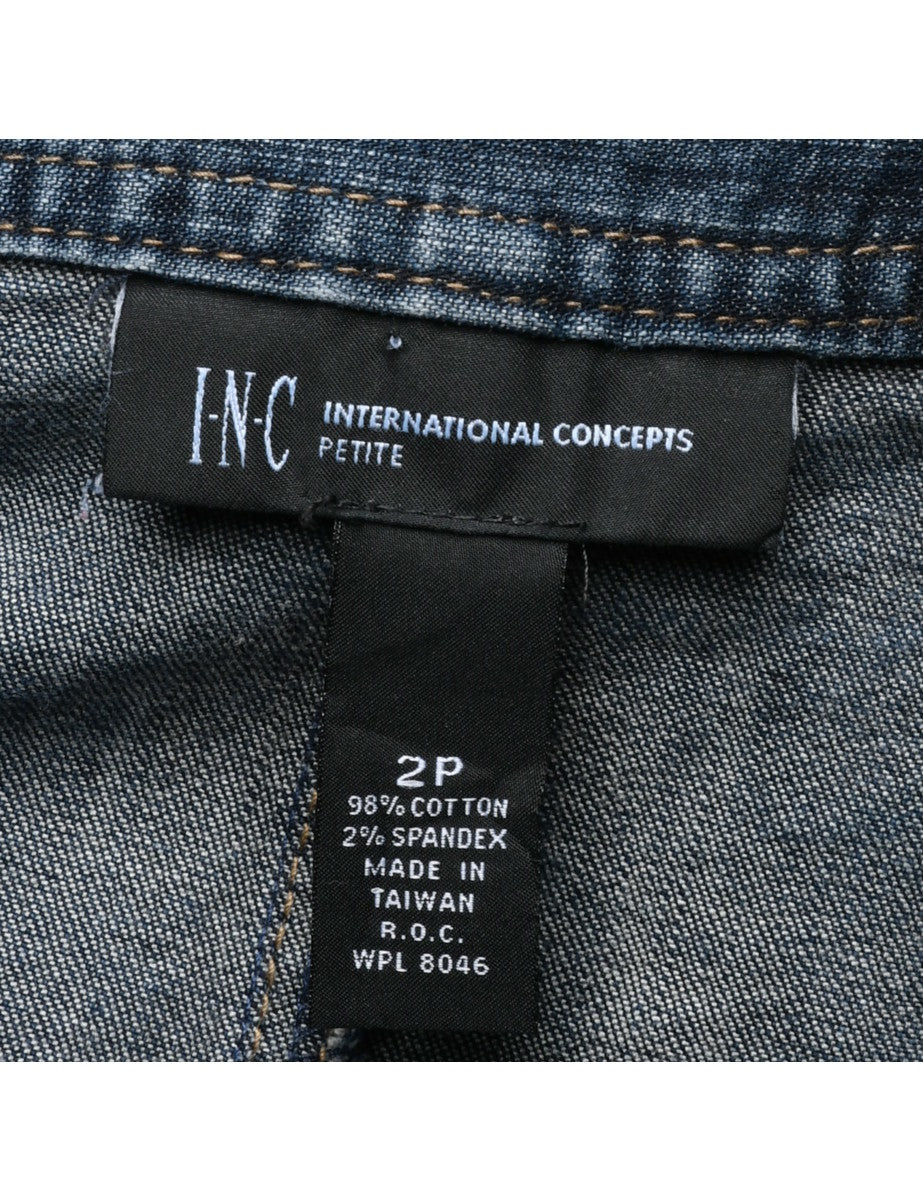 I·N·C INTERNATIONAL CONCEPTS
PETITE
2P
98% COTTON
2% SPANDEX
MADE IN
TAIWAN
R.O.C.
WPL 8046